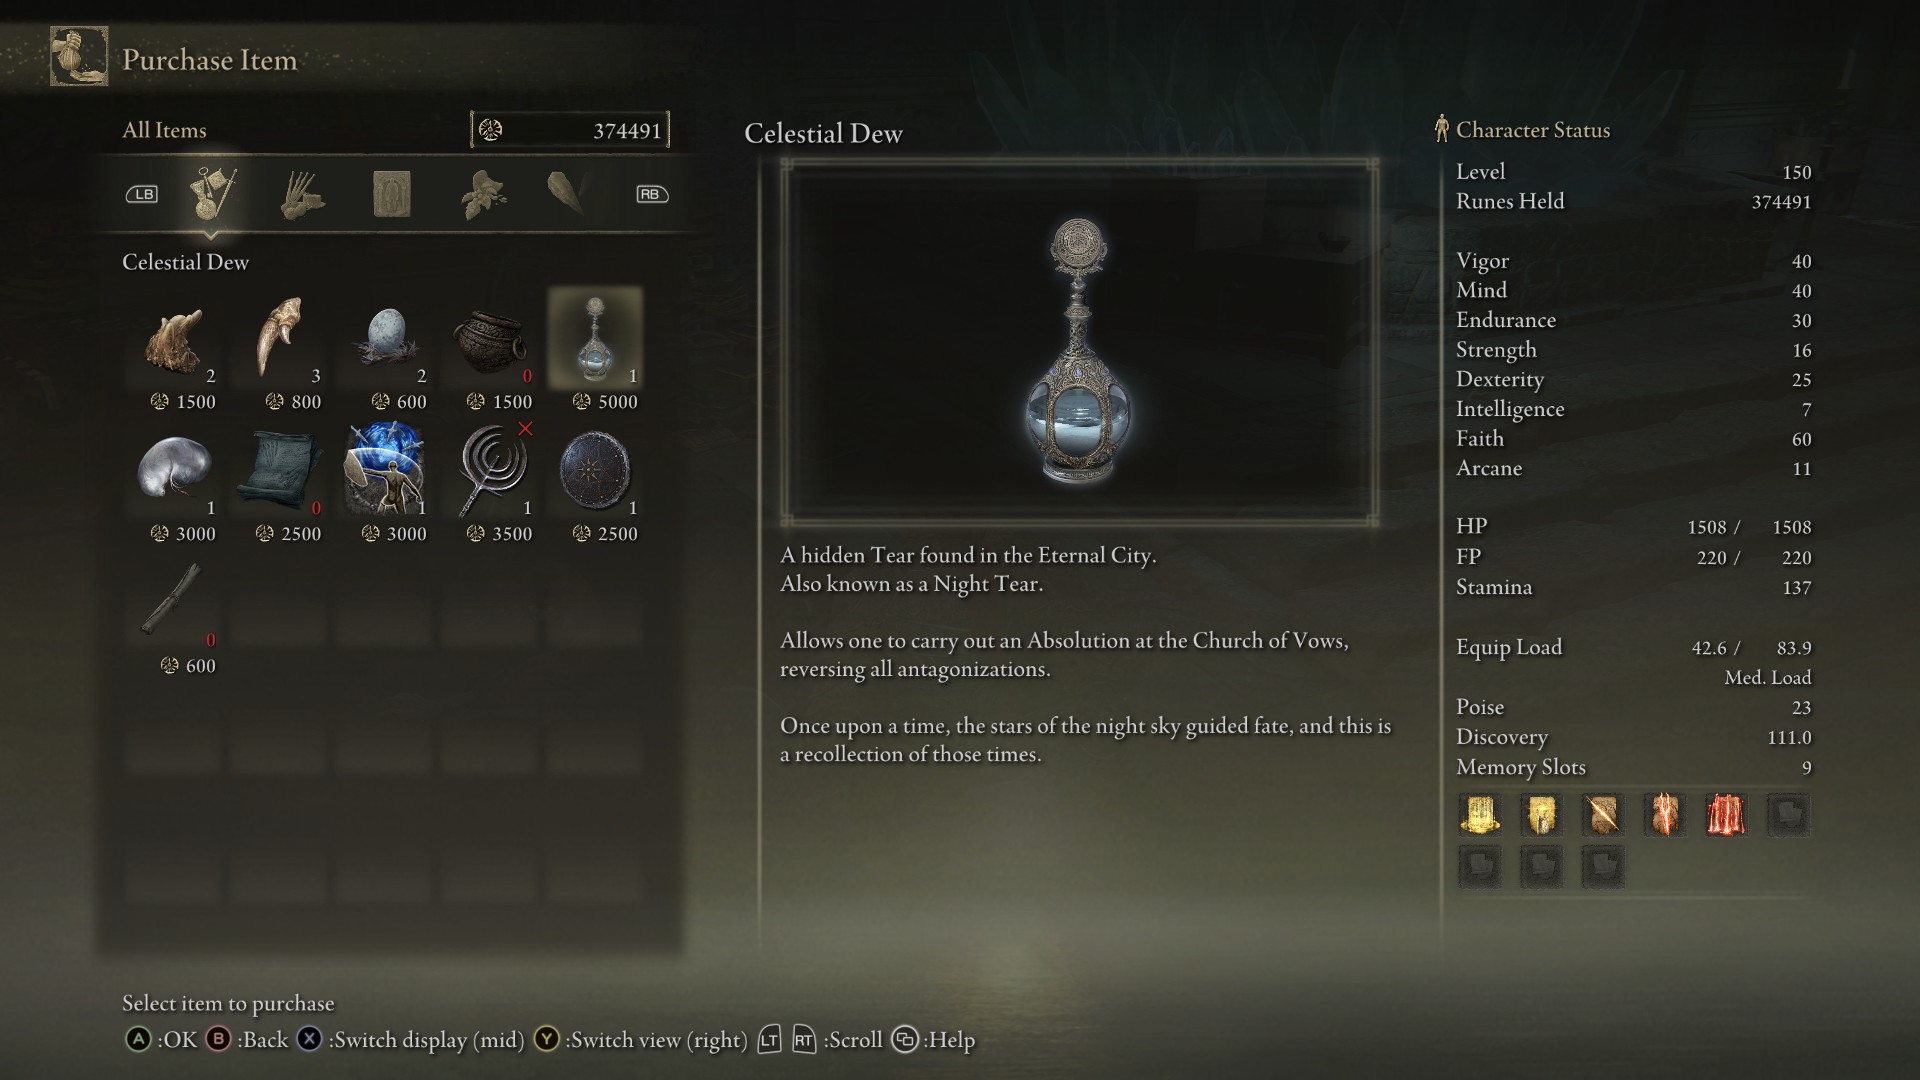 Purchase Item
All Items
374491
LB
RB
Celestial Dew
2 3 2 0 1
1500 800 600 1500 5000
1 0 1 1 1
3000 2500 3000 3500 2500
0
600
Celestial Dew
A hidden Tear found in the Eternal City.
Also known as a Night Tear.
Allows one to carry out an Absolution at the Church of Vows,
reversing all antagonizations.
Once upon a time, the stars of the night sky guided fate, and this is
a recollection of those times.
Character Status
Level 150
Runes Held 374491
Vigor 40
Mind 40
Endurance 30
Strength 16
Dexterity 25
Intelligence 7
Faith 60
Arcane 11
HP 1508 / 1508
FP 220 / 220
Stamina 137
Equip Load 42.6 / 83.9
Med. Load
Poise 23
Discovery 111.0
Memory Slots 9
Select item to purchase
A :OK B :Back X :Switch display (mid) Y :Switch view (right) LT RT :Scroll :Help